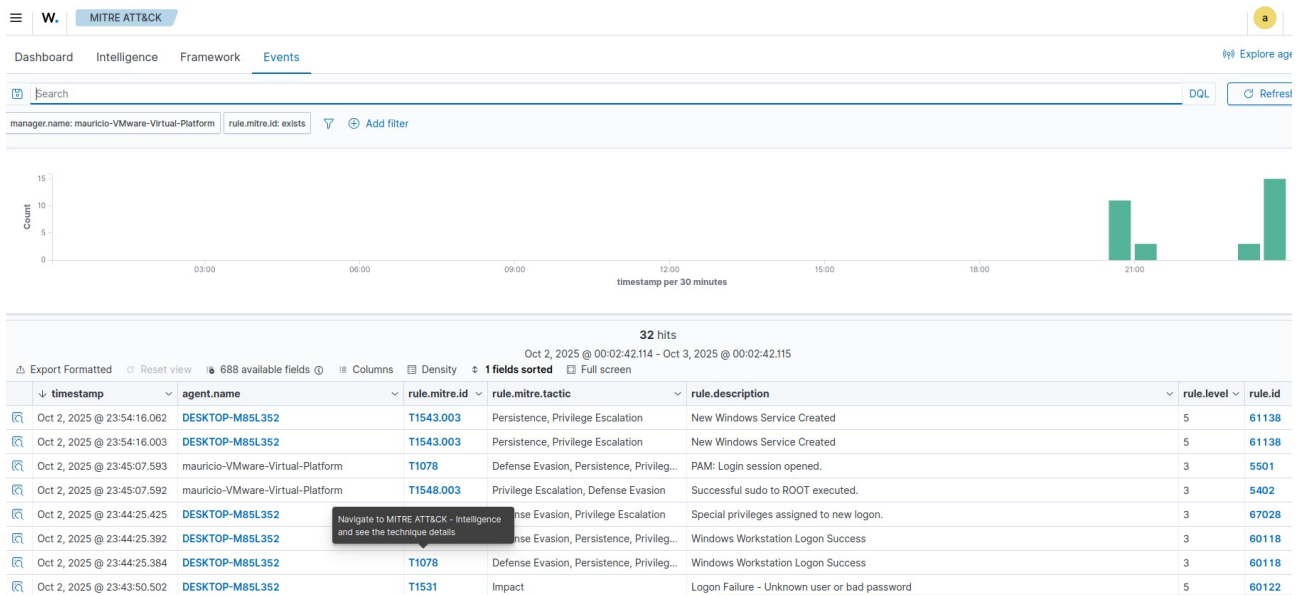 W. MITRE ATT&CK a
Dashboard Intelligence Framework Events Explore age
Search DQL Refresh
manager.name: mauricio-VMware-Virtual-Platform rule.mitre.id: exists Add filter
15
10
5
0
Count
03:00 06:00 09:00 12:00 15:00 18:00 21:00
timestamp per 30 minutes
32 hits
Oct 2, 2025 @ 00:02:42.114 - Oct 3, 2025 @ 00:02:42.115
Export Formatted Reset view 688 available fields Columns Density 1 fields sorted Full screen
timestamp agent.name rule.mitre.id rule.mitre.tactic rule.description rule.level rule.id
Oct 2, 2025 @ 23:54:16.062 DESKTOP-M85L352 T1543.003 Persistence, Privilege Escalation New Windows Service Created 5 61138
Oct 2, 2025 @ 23:54:16.003 DESKTOP-M85L352 T1543.003 Persistence, Privilege Escalation New Windows Service Created 5 61138
Oct 2, 2025 @ 23:45:07.593 mauricio-VMware-Virtual-Platform T1078 Defense Evasion, Persistence, Privileg... PAM: Login session opened. 3 5501
Oct 2, 2025 @ 23:45:07.592 mauricio-VMware-Virtual-Platform T1548.003 Privilege Escalation, Defense Evasion Successful sudo to ROOT executed. 3 5402
Oct 2, 2025 @ 23:44:25.425 DESKTOP-M85L352 nse Evasion, Privilege Escalation Special privileges assigned to new logon. 3 67028
Navigate to MITRE ATT&CK - Intelligence
and see the technique details
Oct 2, 2025 @ 23:44:25.392 DESKTOP-M85L352 nse Evasion, Persistence, Privileg... Windows Workstation Logon Success 3 60118
Oct 2, 2025 @ 23:44:25.384 DESKTOP-M85L352 T1078 Defense Evasion, Persistence, Privileg... Windows Workstation Logon Success 3 60118
Oct 2, 2025 @ 23:43:50.502 DESKTOP-M85L352 T1531 Impact Logon Failure - Unknown user or bad password 5 60122